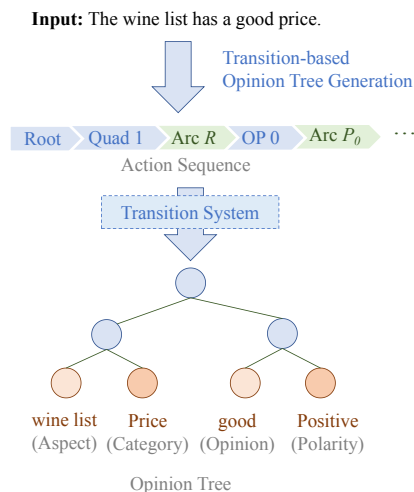 Input: The wine list has a good price.
Transition-based
Opinion Tree Generation
Root Quad 1 Arc R OP 0 Arc P₀ ...
Action Sequence
Transition System
wine list Price good Positive
(Aspect) (Category) (Opinion) (Polarity)
Opinion Tree